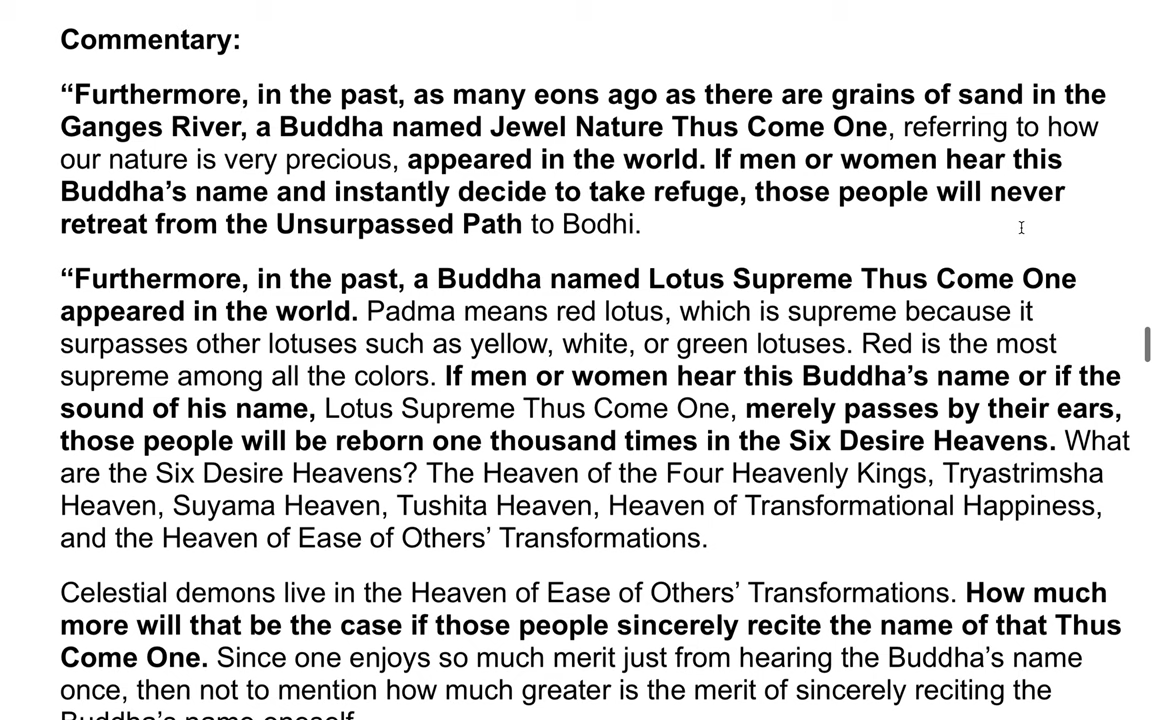 Commentary:
“Furthermore, in the past, as many eons ago as there are grains of sand in the
Ganges River, a Buddha named Jewel Nature Thus Come One, referring to how
our nature is very precious, appeared in the world. If men or women hear this
Buddha’s name and instantly decide to take refuge, those people will never
retreat from the Unsurpassed Path to Bodhi.
“Furthermore, in the past, a Buddha named Lotus Supreme Thus Come One
appeared in the world. Padma means red lotus, which is supreme because it
surpasses other lotuses such as yellow, white, or green lotuses. Red is the most
supreme among all the colors. If men or women hear this Buddha’s name or if the
sound of his name, Lotus Supreme Thus Come One, merely passes by their ears,
those people will be reborn one thousand times in the Six Desire Heavens. What
are the Six Desire Heavens? The Heaven of the Four Heavenly Kings, Tryastrimsha
Heaven, Suyama Heaven, Tushita Heaven, Heaven of Transformational Happiness,
and the Heaven of Ease of Others’ Transformations.
Celestial demons live in the Heaven of Ease of Others’ Transformations. How much
more will that be the case if those people sincerely recite the name of that Thus
Come One. Since one enjoys so much merit just from hearing the Buddha’s name
once, then not to mention how much greater is the merit of sincerely reciting the
Buddha’s name oneself